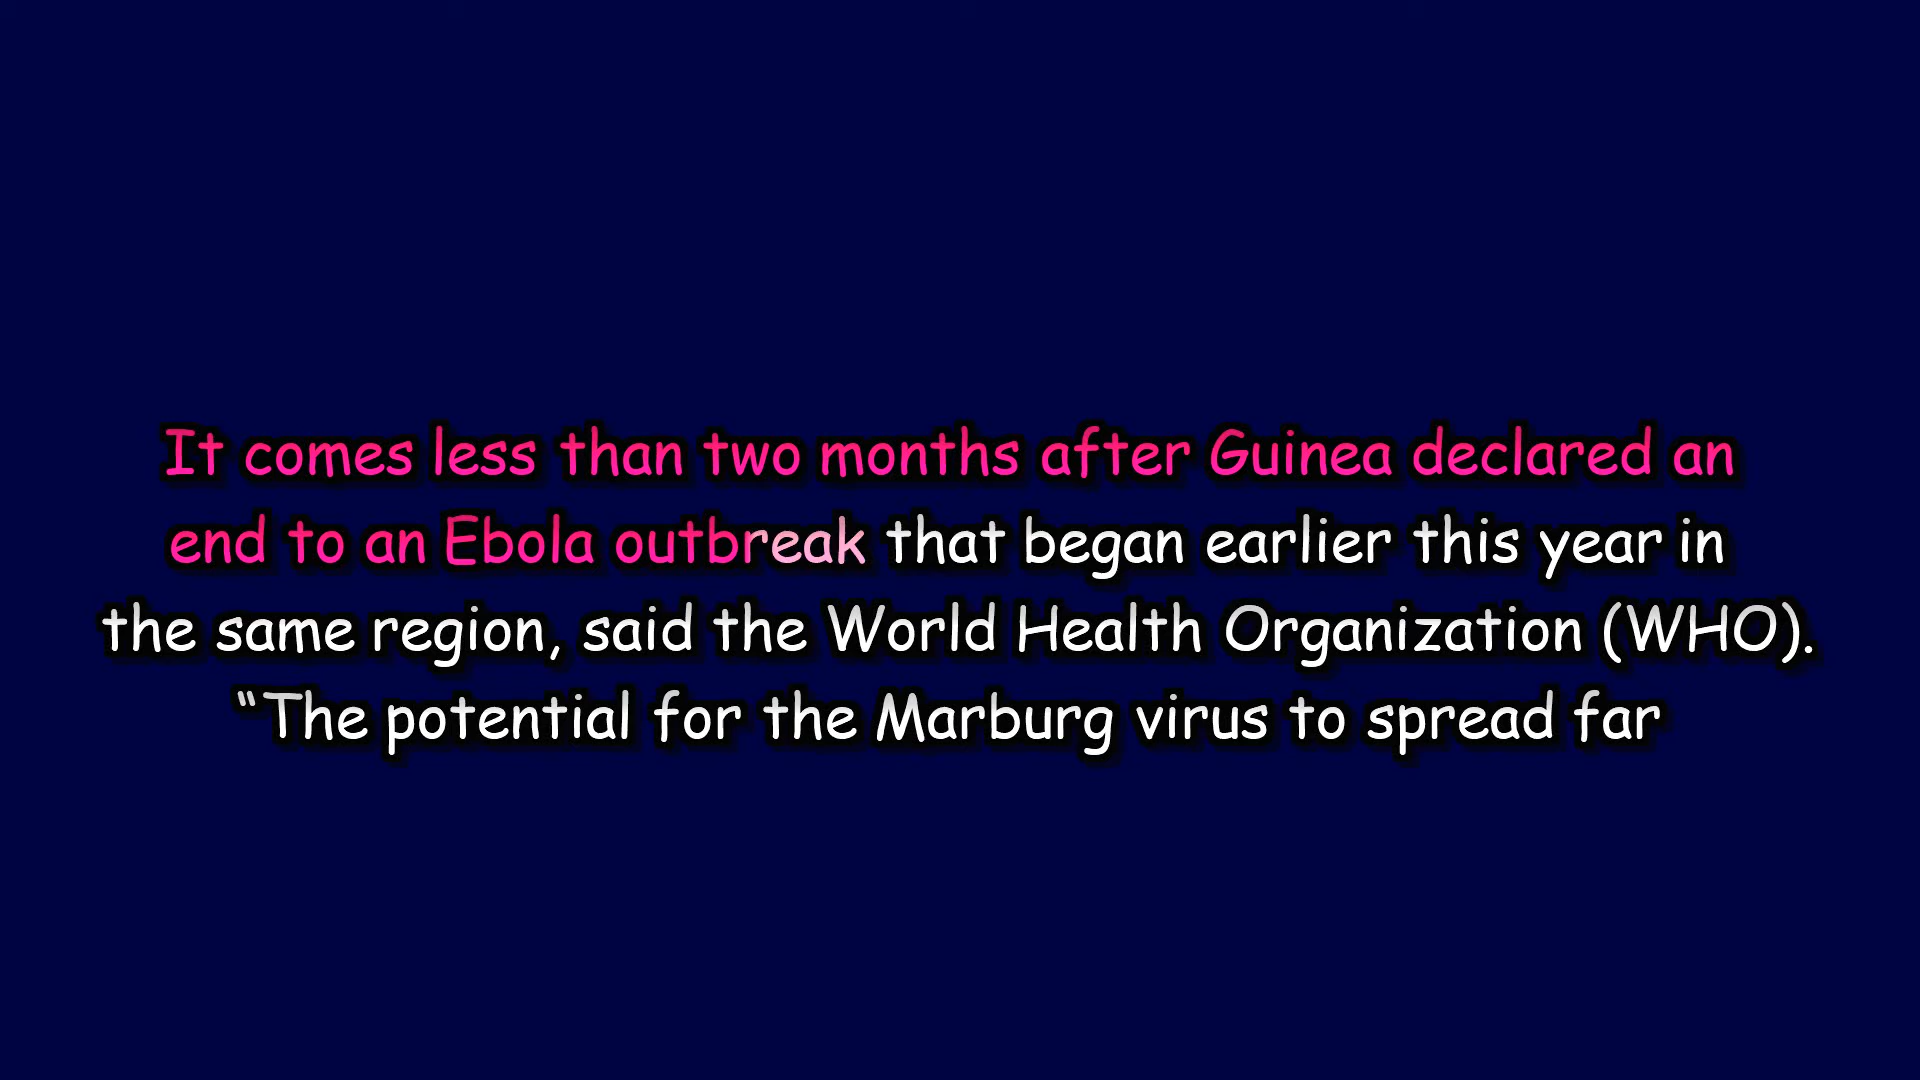 It comes less than two months after Guinea declared an
end to an Ebola outbreak that began earlier this year in
the same region, said the World Health Organization (WHO).
“The potential for the Marburg virus to spread far